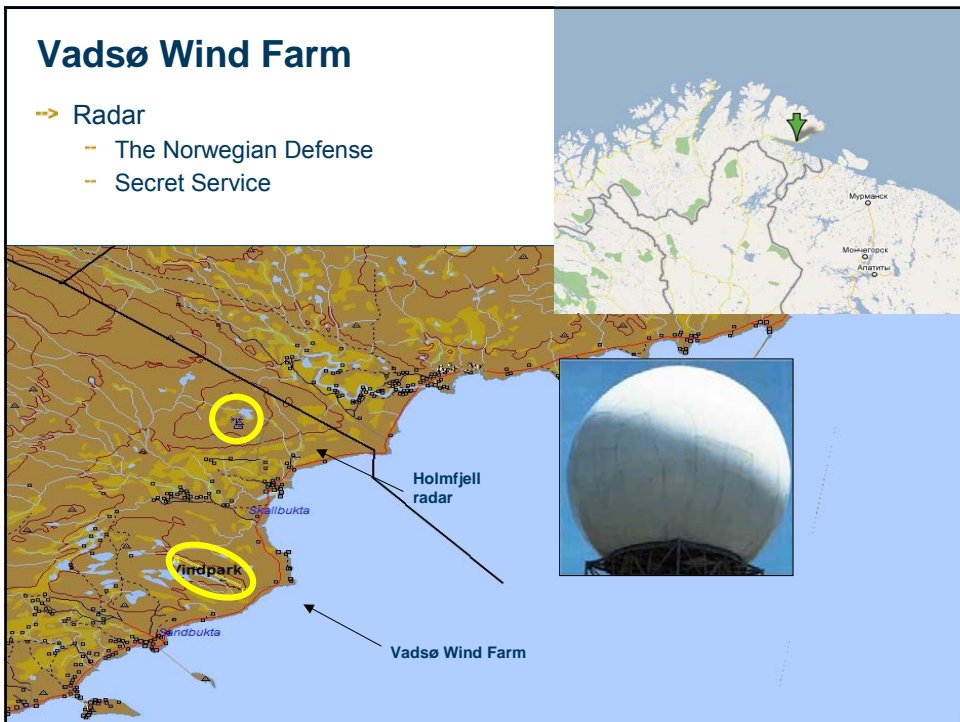 Vadsø Wind Farm
--> Radar
-- The Norwegian Defense
-- Secret Service
Мурманск
Мончегорск
Апатиты
Holmfjell
radar
Skallbukta
Vindpark
Sandbukta
Vadsø Wind Farm